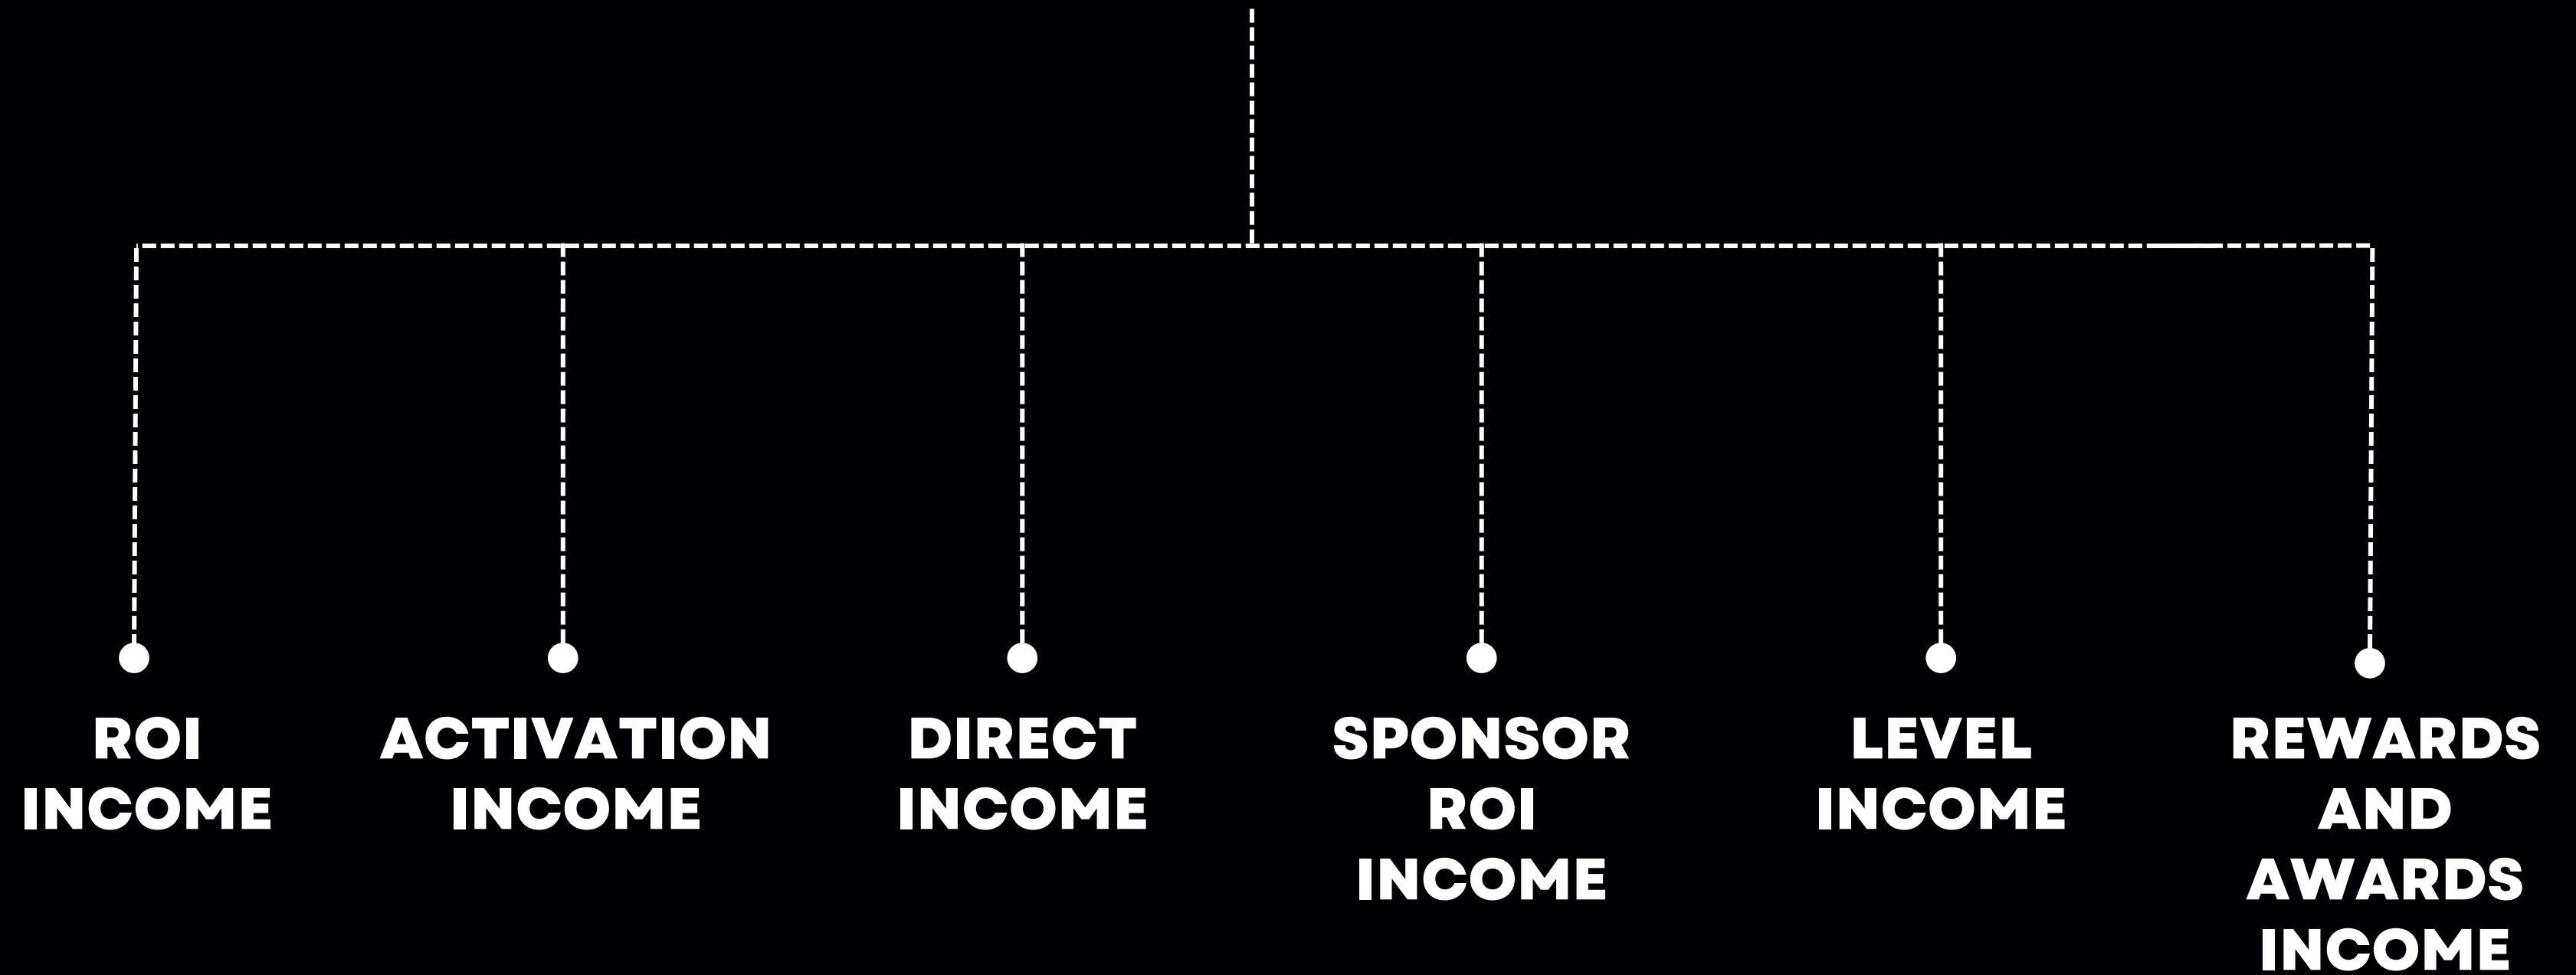 ROI
INCOME
ACTIVATION
INCOME
DIRECT
INCOME
SPONSOR
ROI
INCOME
LEVEL
INCOME
REWARDS
AND
AWARDS
INCOME